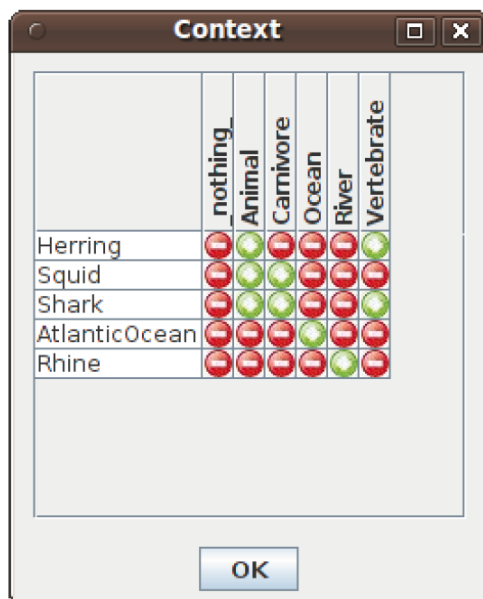 Context
_nothing_
Animal
Carnivore
Ocean
River
Vertebrate
Herring
Squid
Shark
AtlanticOcean
Rhine
OK